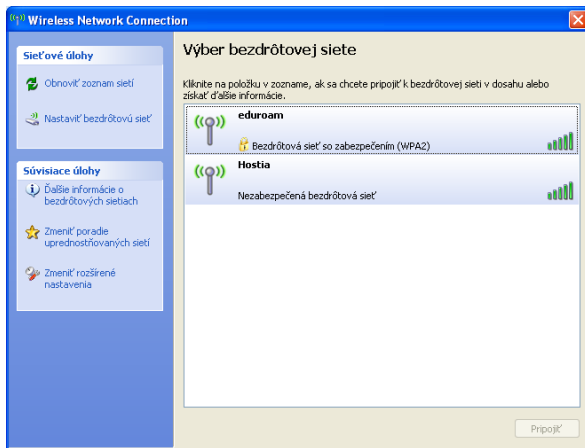 Wireless Network Connection
Sieťové úlohy
Obnoviť zoznam sietí
Nastaviť bezdrôtovú sieť
Súvisiace úlohy
Ďalšie informácie o
bezdrôtových sietiach
Zmeniť poradie
uprednostňovaných sietí
Zmeniť rozšírené
nastavenia
Výber bezdrôtovej siete
Kliknite na položku v zozname, ak sa chcete pripojiť k bezdrôtovej sieti v dosahu alebo
získať ďalšie informácie.
eduroam
Bezdrôtová sieť so zabezpečením (WPA2)
Hostia
Nezabezpečená bezdrôtová sieť
Pripojiť